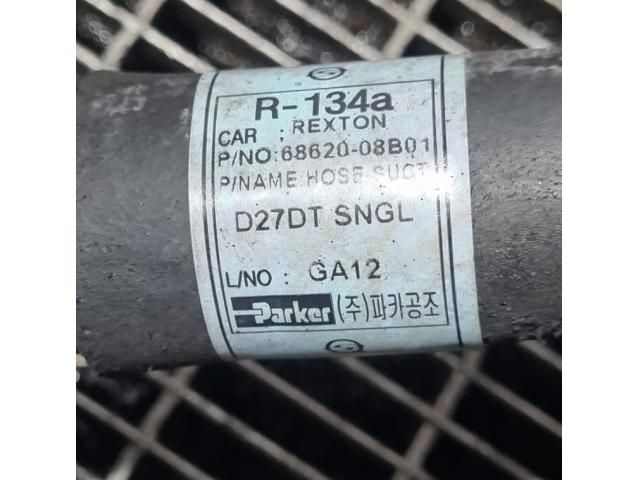 R-134a
CAR : REXTON
P/NO:68620-08B01
P/NAME:HOSE SUCT
D27DT SNGL
L/NO : GA12
Parker (주)파카공조